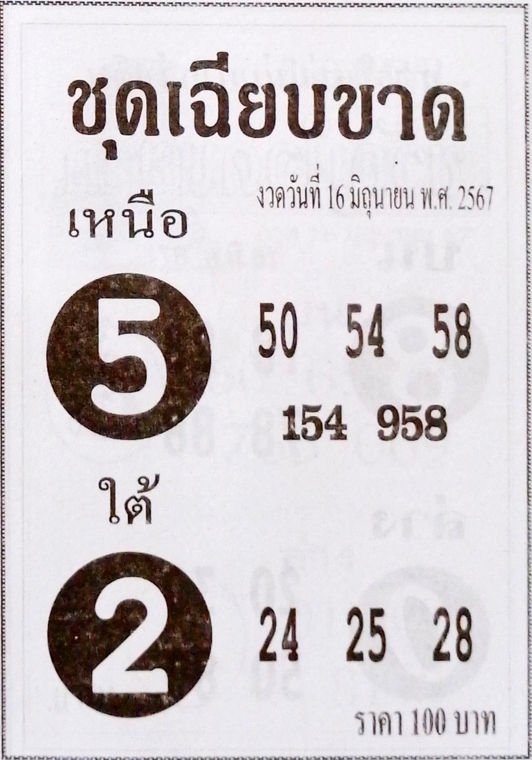 ชุดเฉียบขาด
งวดวันที่ 16 มิถุนายน พ.ศ. 2567
เหนือ
5
50 54 58
154 958
ใต้
2
24 25 28
ราคา 100 บาท